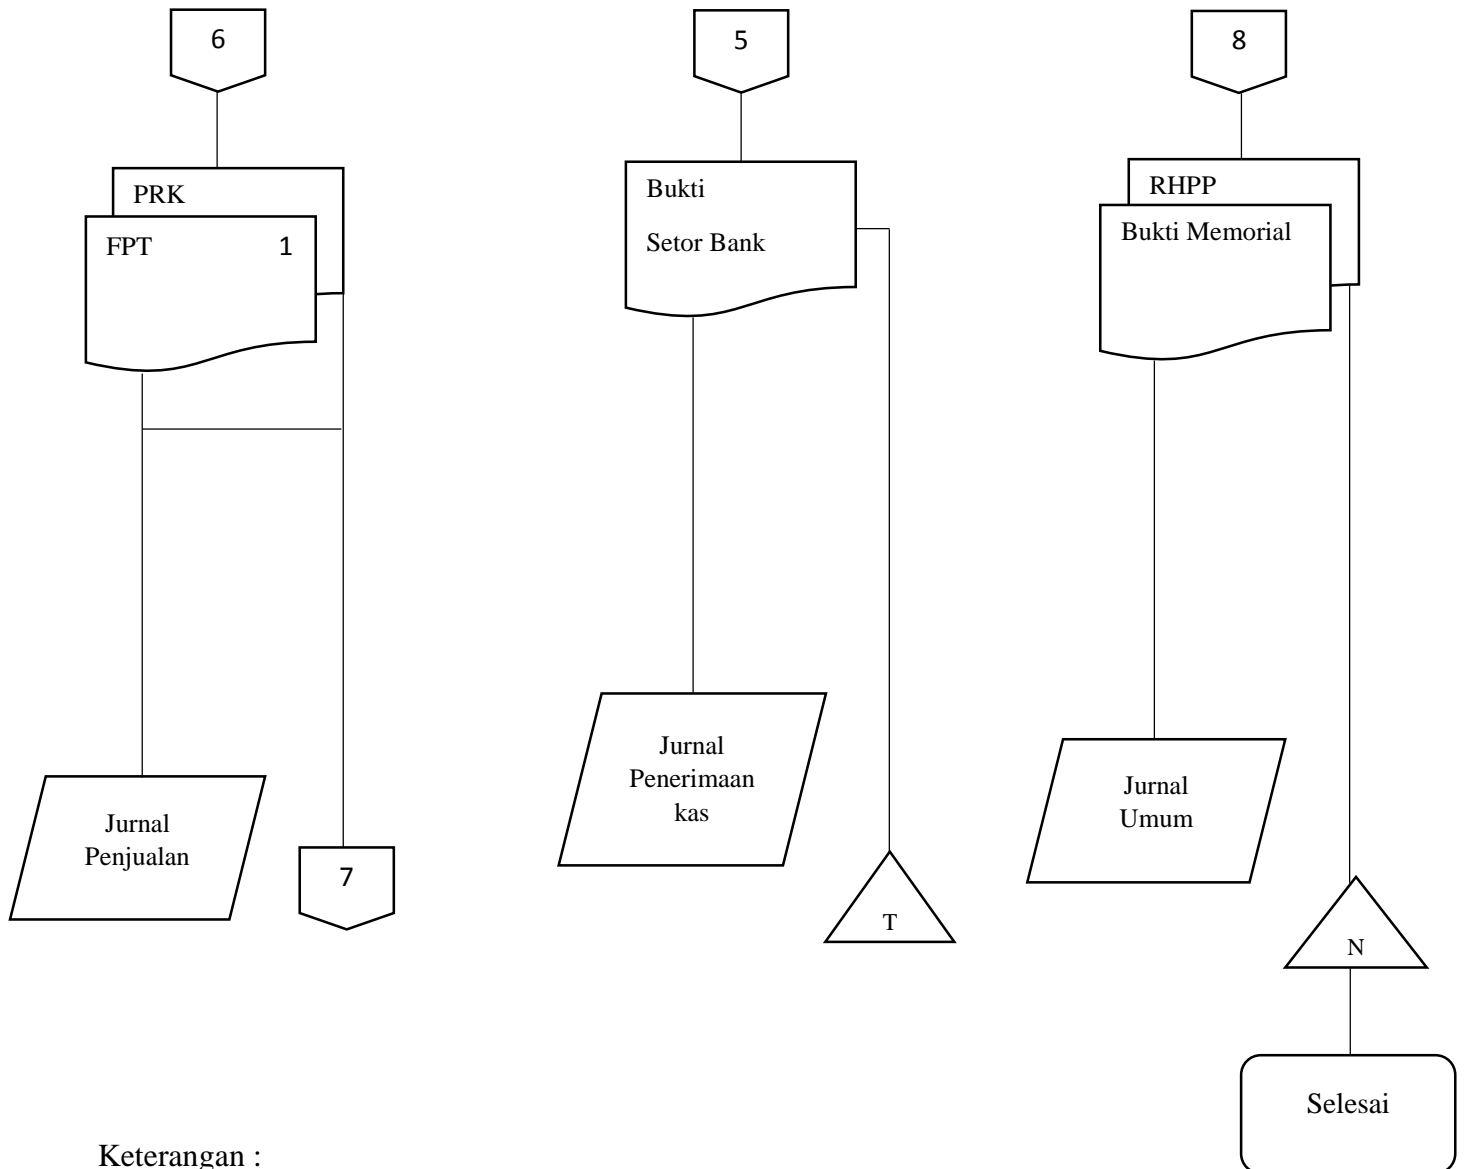 6
PRK
FPT 1
Jurnal
Penjualan
7
5
Bukti
Setor Bank
Jurnal
Penerimaan
kas
T
8
RHPP
Bukti Memorial
Jurnal
Umum
N
Selesai
Keterangan :